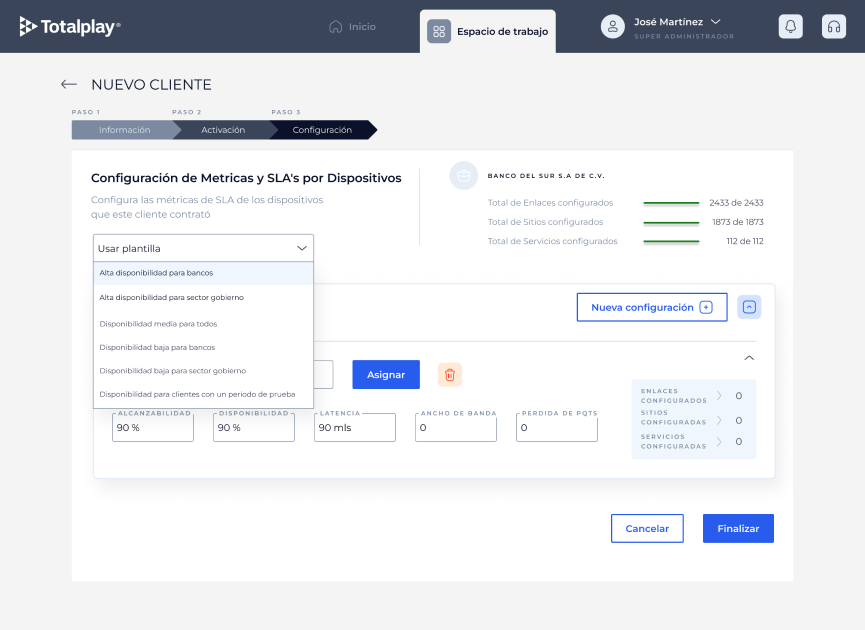 Totalplay®
Inicio
Espacio de trabajo
José Martínez
SUPER ADMINISTRADOR
NUEVO CLIENTE
PASO 1
PASO 2
PASO 3
Información
Activación
Configuración
Configuración de Metricas y SLA's por Dispositivos
Configura las métricas de SLA de los dispositivos
que este cliente contrató
BANCO DEL SUR S.A DE C.V.
Total de Enlaces configurados
2433 de 2433
Total de Sitios configurados
1873 de 1873
Total de Servicios configurados
112 de 112
Usar plantilla
Alta disponibilidad para bancos
Alta disponibilidad para sector gobierno
Disponibilidad media para todos
Disponibilidad baja para bancos
Disponibilidad baja para sector gobierno
Disponibilidad para clientes con un periodo de prueba
Nueva configuración
Asignar
ALCANZABILIDAD
90 %
DISPONIBILIDAD
90 %
LATENCIA
90 mls
ANCHO DE BANDA
0
PERDIDA DE PQTS
0
ENLACES
CONFIGURADOS
0
SITIOS
CONFIGURADAS
0
SERVICIOS
CONFIGURADAS
0
Cancelar
Finalizar